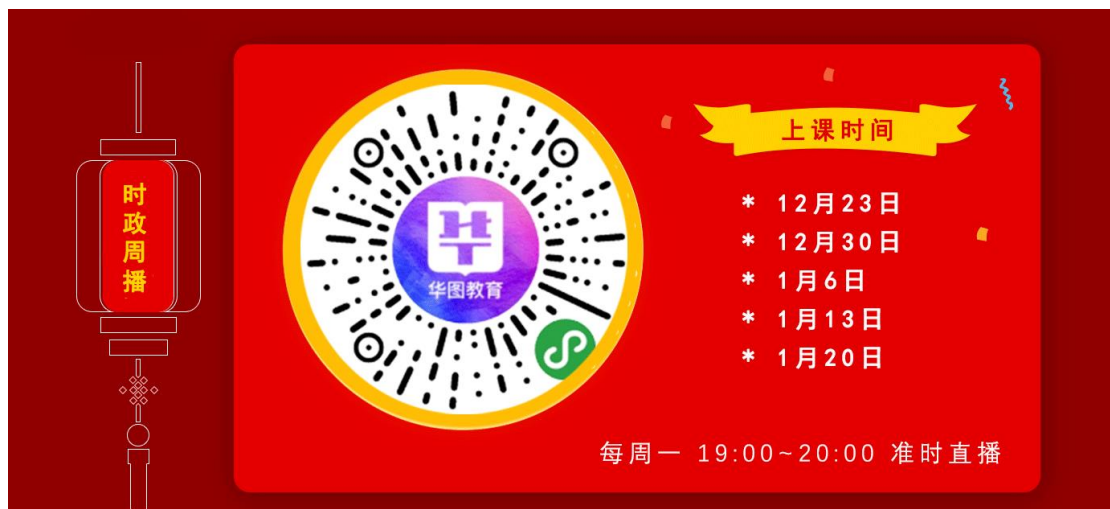 时政周播
华图教育
上课时间
* 12月23日
* 12月30日
* 1月6日
* 1月13日
* 1月20日
每周一 19:00~20:00 准时直播